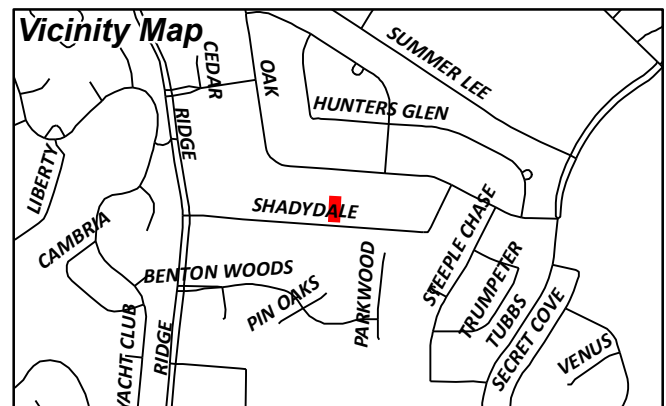 Vicinity Map
SUMMER LEE
CEDAR
OAK
HUNTERS GLEN
RIDGE
LIBERTY
SHADYDALE
CAMBRIA
STEEPLE CHASE
BENTON WOODS
PARKWOOD
TRUMPETER
PIN OAKS
TUBBS
SECRET COVE
YACHT CLUB
RIDGE
VENUS